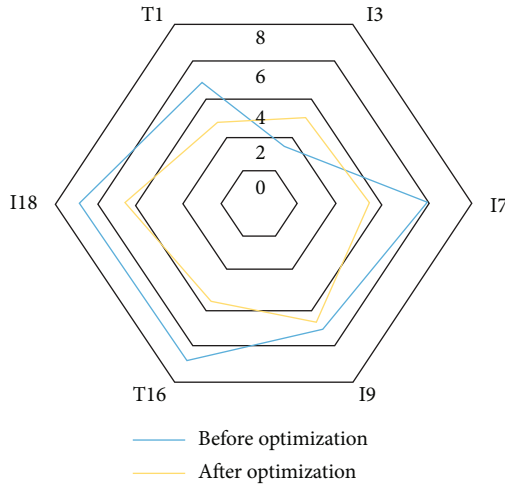 T1
I3
8
6
4
2
0
I18
I7
T16
I9
Before optimization
After optimization